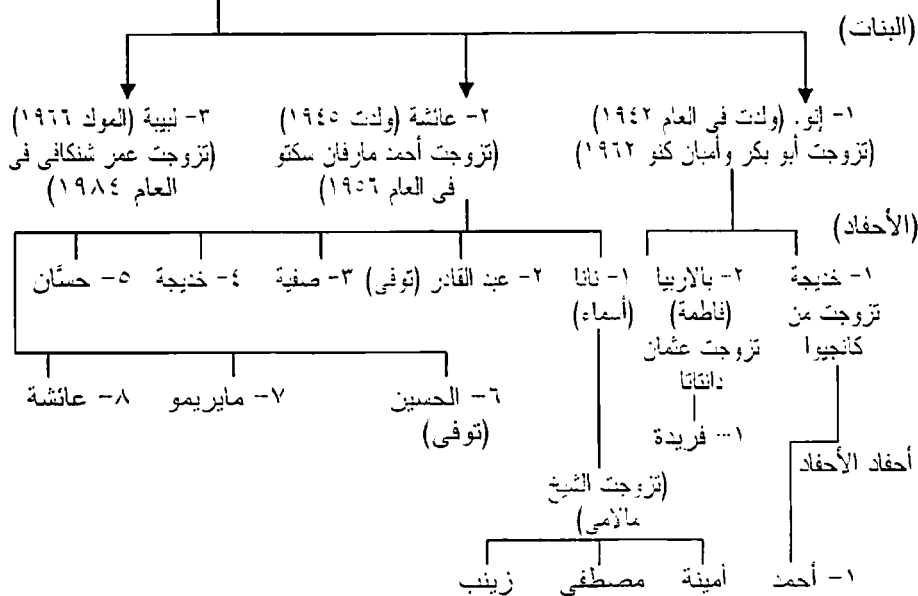 (البنات)
١- إنو. (ولدت فى العام ١٩٤٢)
(تزوجت أبو بكر وأمبان كنو ١٩٦٢)
٢- عائشة (ولدت ١٩٤٥)
(تزوجت أحمد مارفان سكتو
فى العام ١٩٥٦)
٣- لبيبة (المولد ١٩٦٦)
(تزوجت عمر شنكافى فى
العام ١٩٨٤)
(الأحفاد)
١- خديجة
تزوجت من
كانجيوا
٢- بالاربيا
(فاطمة)
تزوجت عثمان
دانتاتا
١- نانا
(أسماء)
٢- عبد القادر (توفى)
٣- صفية
٤- خديجة
٥- حسَّان
٦- الحسين
(توفى)
٧- مايريمو
٨- عائشة
١- فريدة
أحفاد الأحفاد
(تزوجت الشيخ
مالامى)
١- أحمد
أمينة
مصطفى
زينب